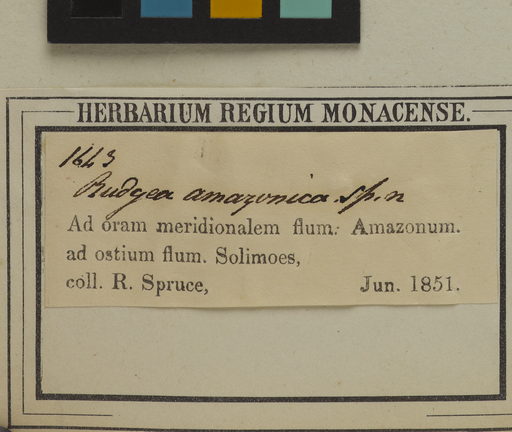 HERBARIUM REGIUM MONACENSE.
1643
Rudgea amazonica sp. n
Ad oram meridionalem flum. Amazonum.
ad ostium flum. Solimoes,
coll. R. Spruce, Jun. 1851.